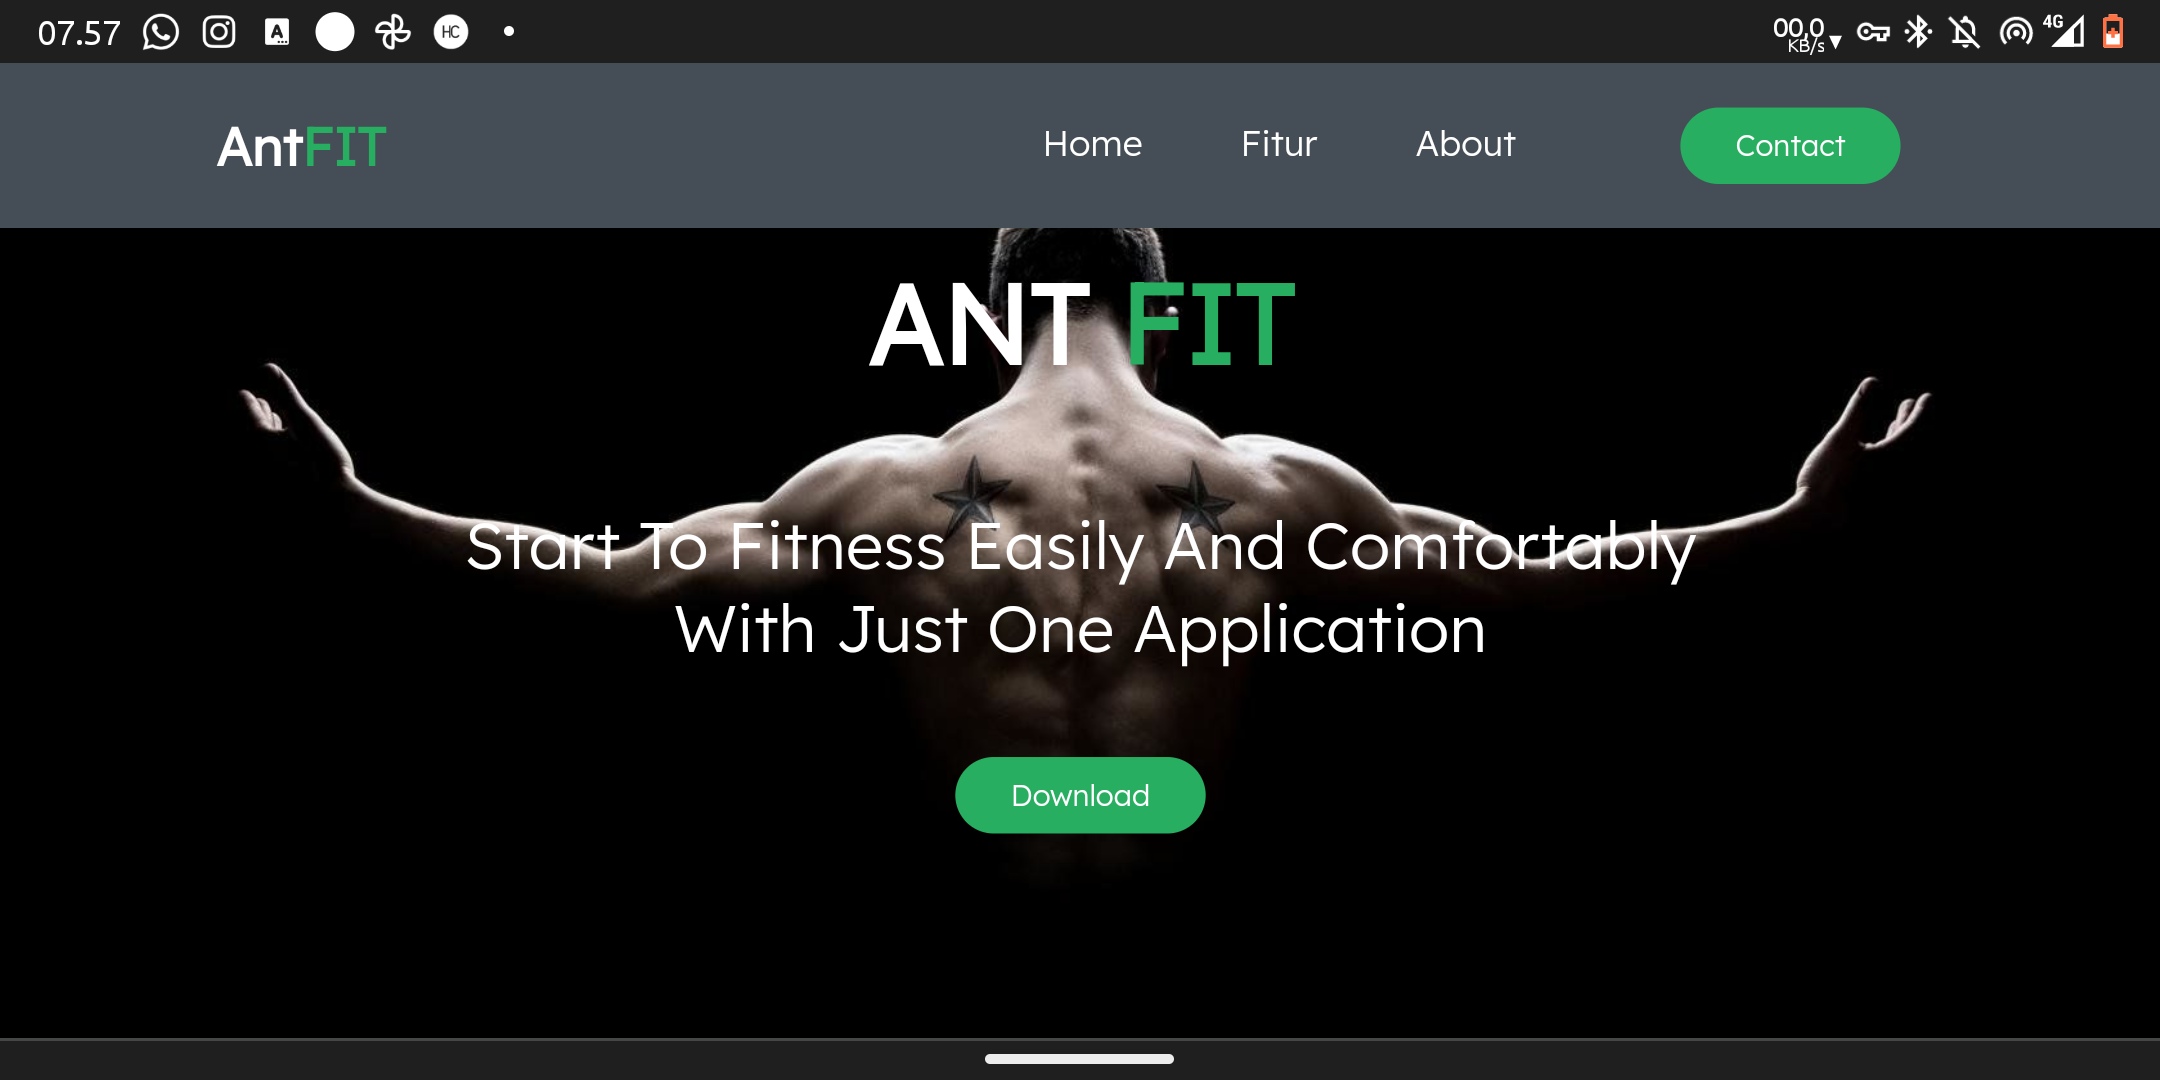 07.57
HC
00,0
KB/s
4G
AntFIT
Home Fitur About Contact
ANT FIT
Start To Fitness Easily And Comfortably
With Just One Application
Download